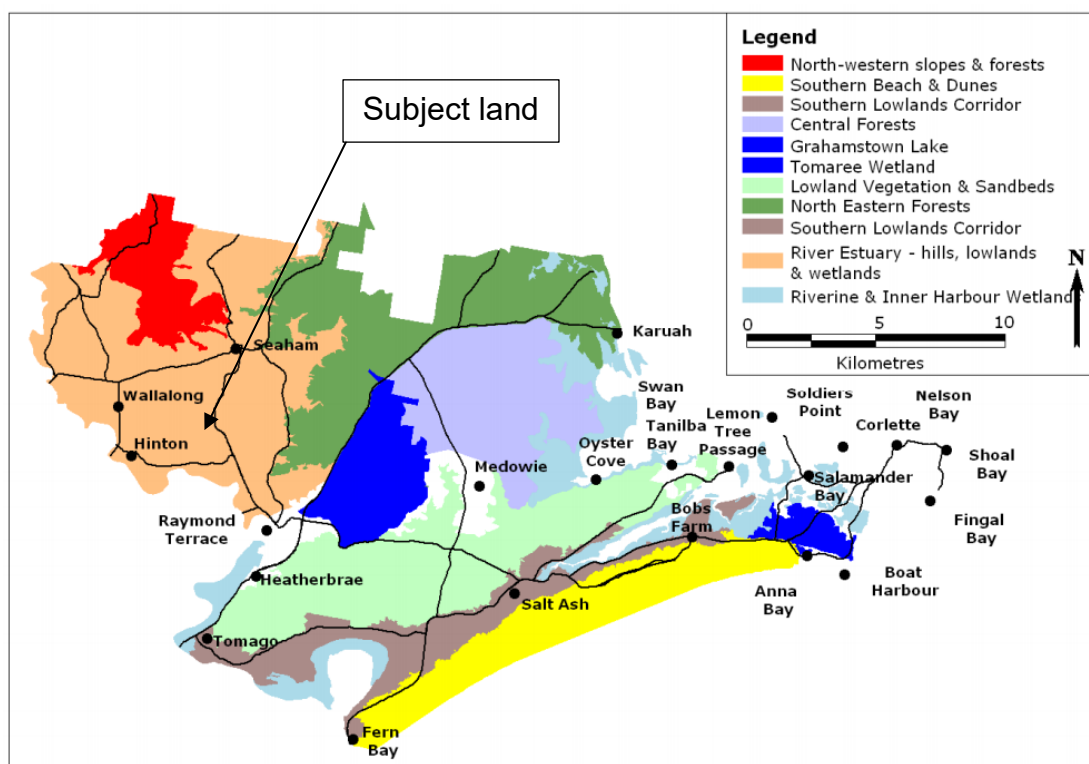 Legend
North-western slopes & forests
Southern Beach & Dunes
Southern Lowlands Corridor
Central Forests
Grahamstown Lake
Tomaree Wetland
Lowland Vegetation & Sandbeds
North Eastern Forests
Southern Lowlands Corridor
River Estuary - hills, lowlands
& wetlands
Riverine & Inner Harbour Wetlands
N
0 5 10
Kilometres
Subject land
Karuah
Seaham
Wallalong
Hinton
Swan
Bay
Tanilba
Bay
Lemon
Tree
Passage
Soldiers
Point
Nelson
Bay
Corlette
Shoal
Bay
Oyster
Cove
Medowie
Salamander
Bay
Fingal
Bay
Raymond
Terrace
Bobs
Farm
Heatherbrae
Salt Ash
Anna
Bay
Boat
Harbour
Tomago
Fern
Bay